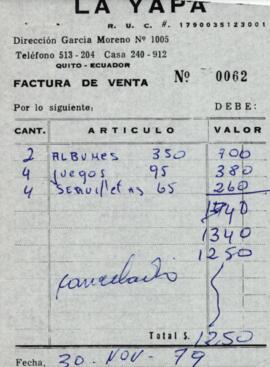 LA YAPA
R. U. C. # 1790035123001
Dirección García Moreno Nº 1005
Teléfono 513-204 Casa 240-912
QUITO - ECUADOR
FACTURA DE VENTA Nº 0062
Por lo siguiente: DEBE:
CANT. ARTICULO VALOR
2 ALBUMES 350 700
4 juegos 95 380
4 servilletas 65 260
1340
1250
cancelado
Total $. 1250
Fecha, 30 - NOV - 79